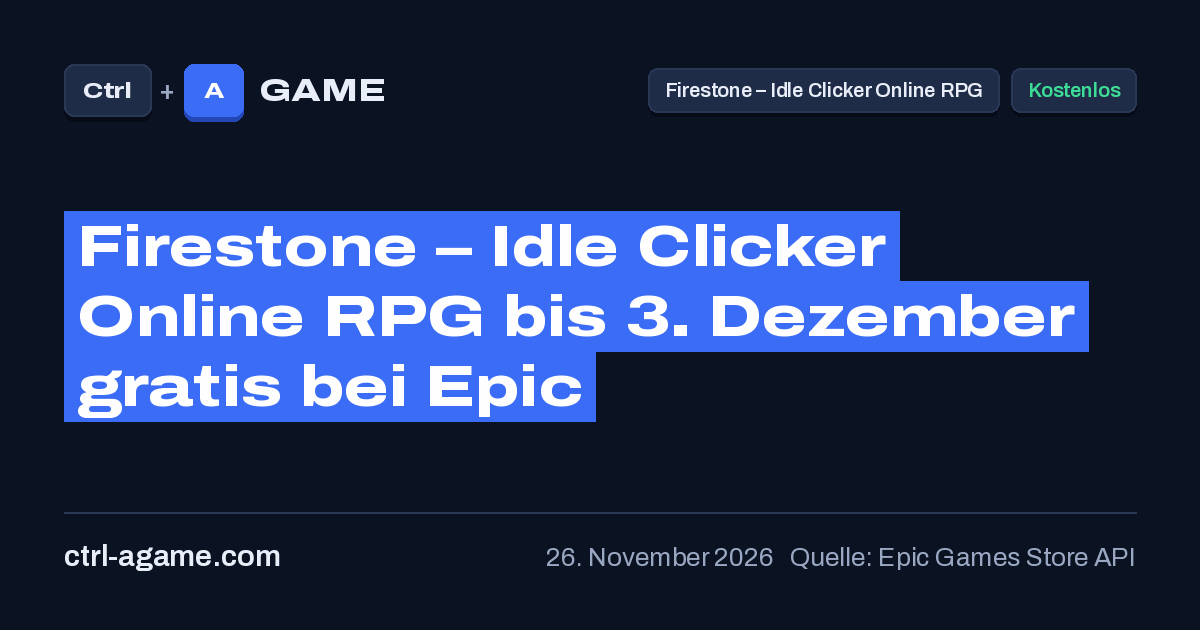 Ctrl + A GAME
Firestone – Idle Clicker Online RPG
Kostenlos
Firestone – Idle Clicker
Online RPG bis 3. Dezember
gratis bei Epic
ctrl-agame.com
26. November 2026 Quelle: Epic Games Store API